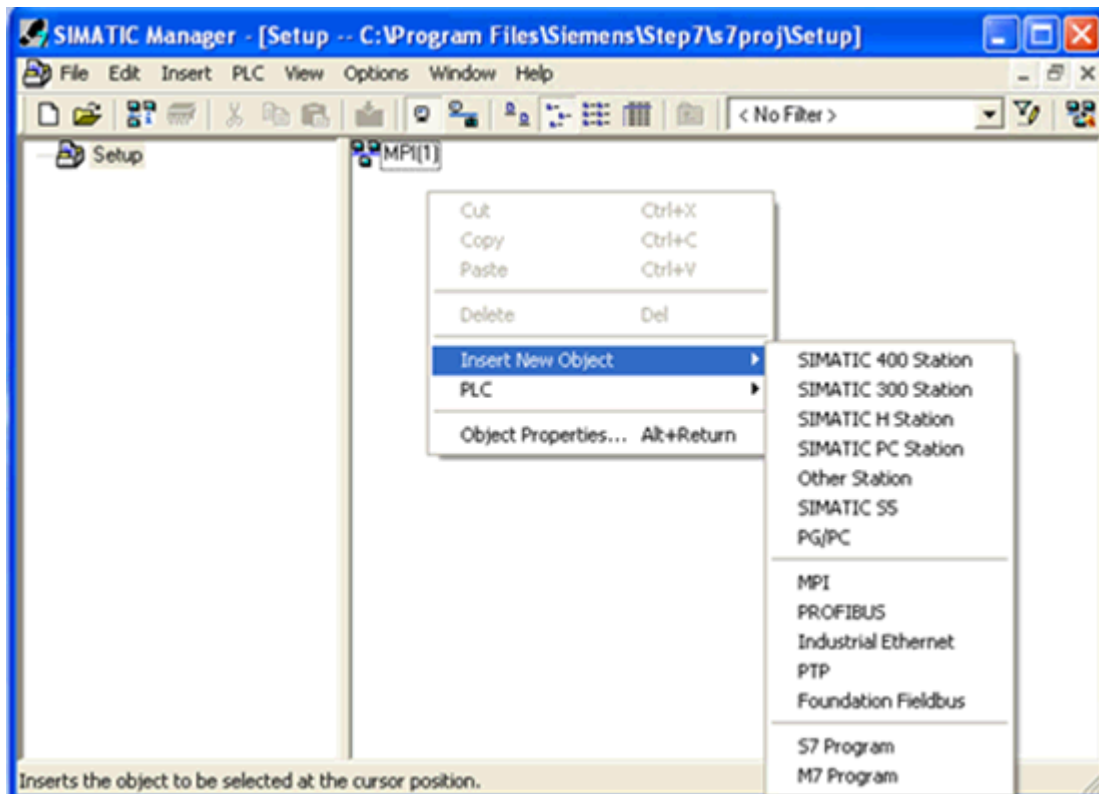 SIMATIC Manager - [Setup -- C:\Program Files\Siemens\Step7\s7proj\Setup]
File Edit Insert PLC View Options Window Help
< No Filter >
Setup
MPI(1)
Cut Ctrl+X
Copy Ctrl+C
Paste Ctrl+V
Delete Del
Insert New Object
PLC
Object Properties... Alt+Return
SIMATIC 400 Station
SIMATIC 300 Station
SIMATIC H Station
SIMATIC PC Station
Other Station
SIMATIC S5
PG/PC
MPI
PROFIBUS
Industrial Ethernet
PTP
Foundation Fieldbus
S7 Program
M7 Program
Inserts the object to be selected at the cursor position.